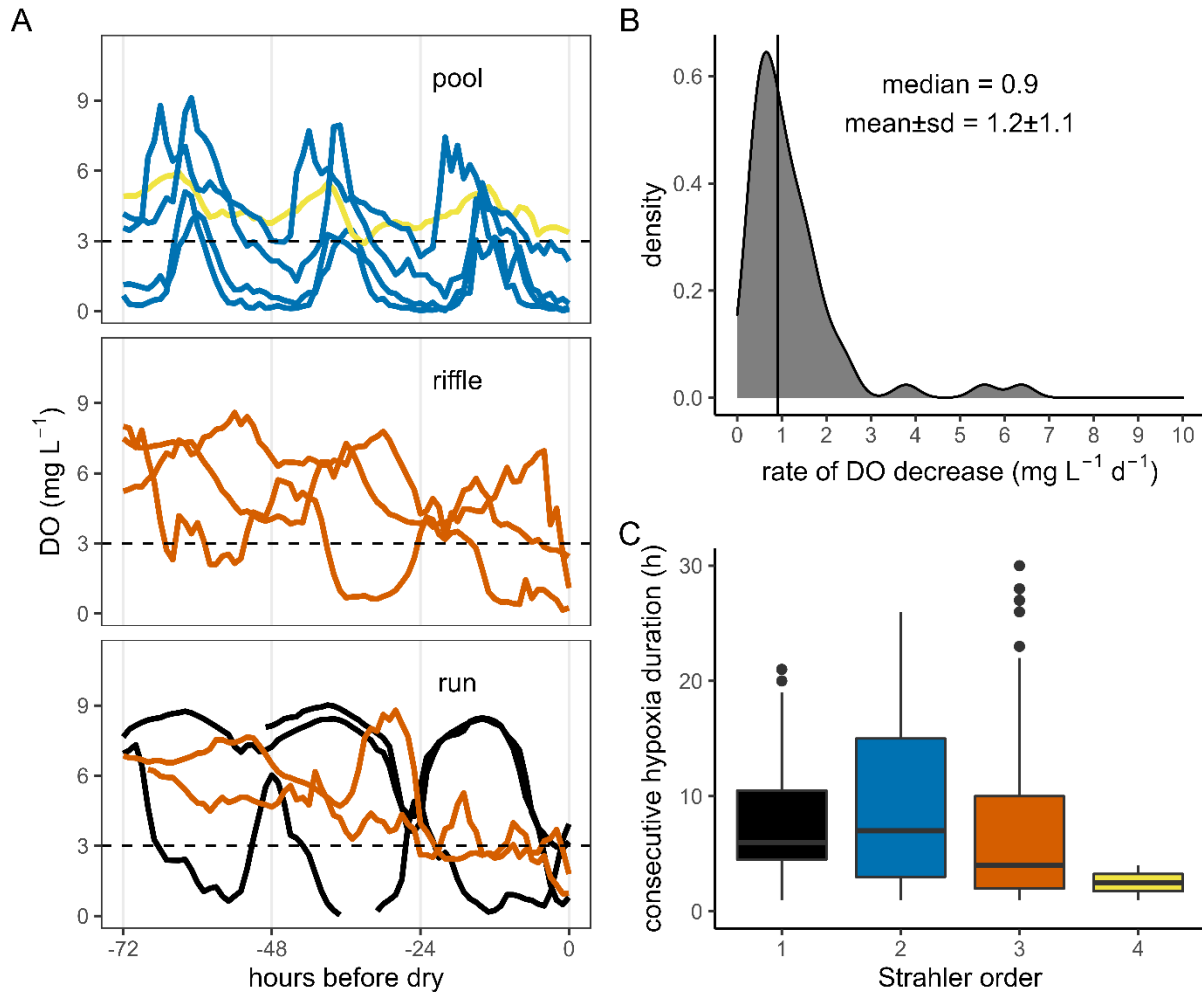 A
pool
9
6
3
0
riffle
9
6
3
0
run
9
6
3
0
DO (mg L⁻¹)
-72
-48
-24
0
hours before dry
B
median = 0.9
mean±sd = 1.2±1.1
0.6
0.4
0.2
0.0
density
0 1 2 3 4 5 6 7 8 9 10
rate of DO decrease (mg L⁻¹ d⁻¹)
C
30
20
10
0
consecutive hypoxia duration (h)
1 2 3 4
Strahler order